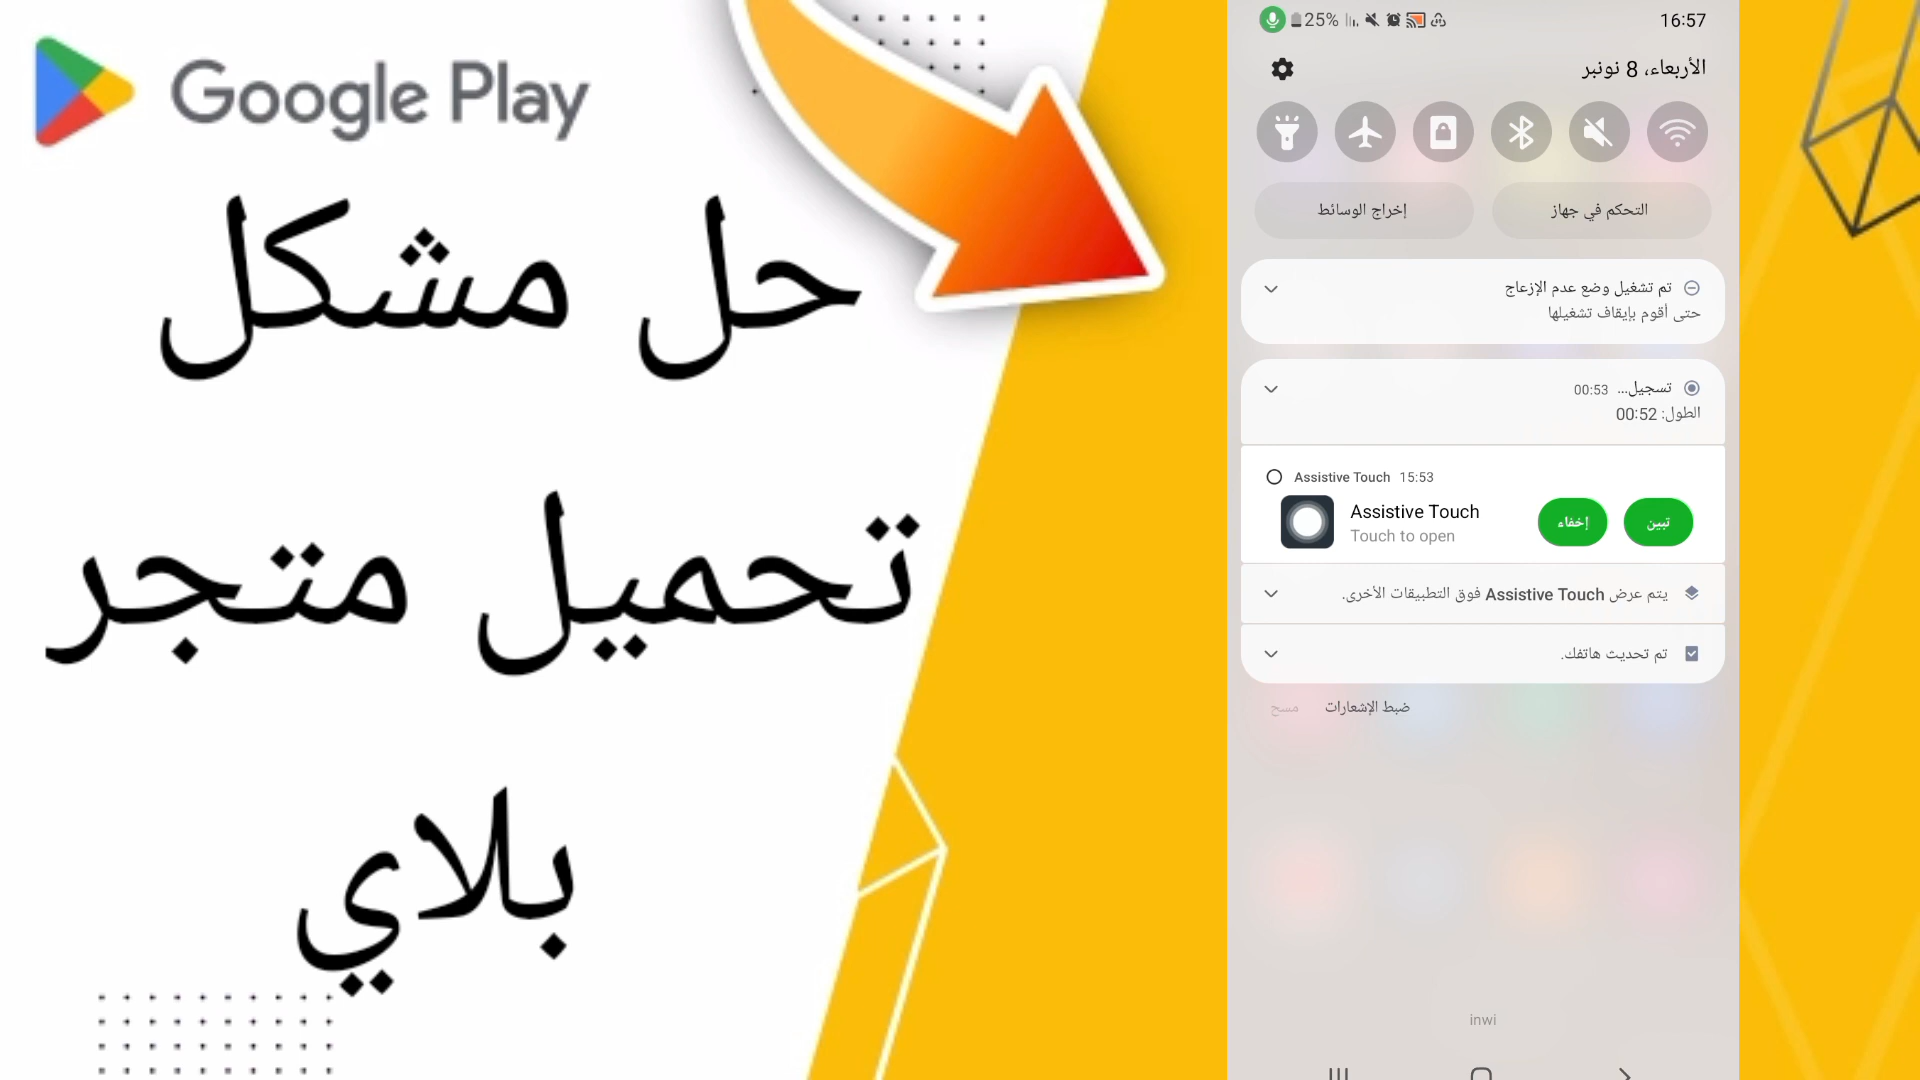 Google Play
حل مشكل
تحميل متجر
بلاي
25%
16:57
الأربعاء، 8 نونبر
التحكم في جهاز
إخراج الوسائط
تم تشغيل وضع عدم الإزعاج
حتى أقوم بإيقاف تشغيلها
تسجيل... 00:53
الطول: 00:52
Assistive Touch 15:53
Assistive Touch
Touch to open
إخفاء
تبين
يتم عرض Assistive Touch فوق التطبيقات الأخرى.
تم تحديث هاتفك.
ضبط الإشعارات
مسح
inwi